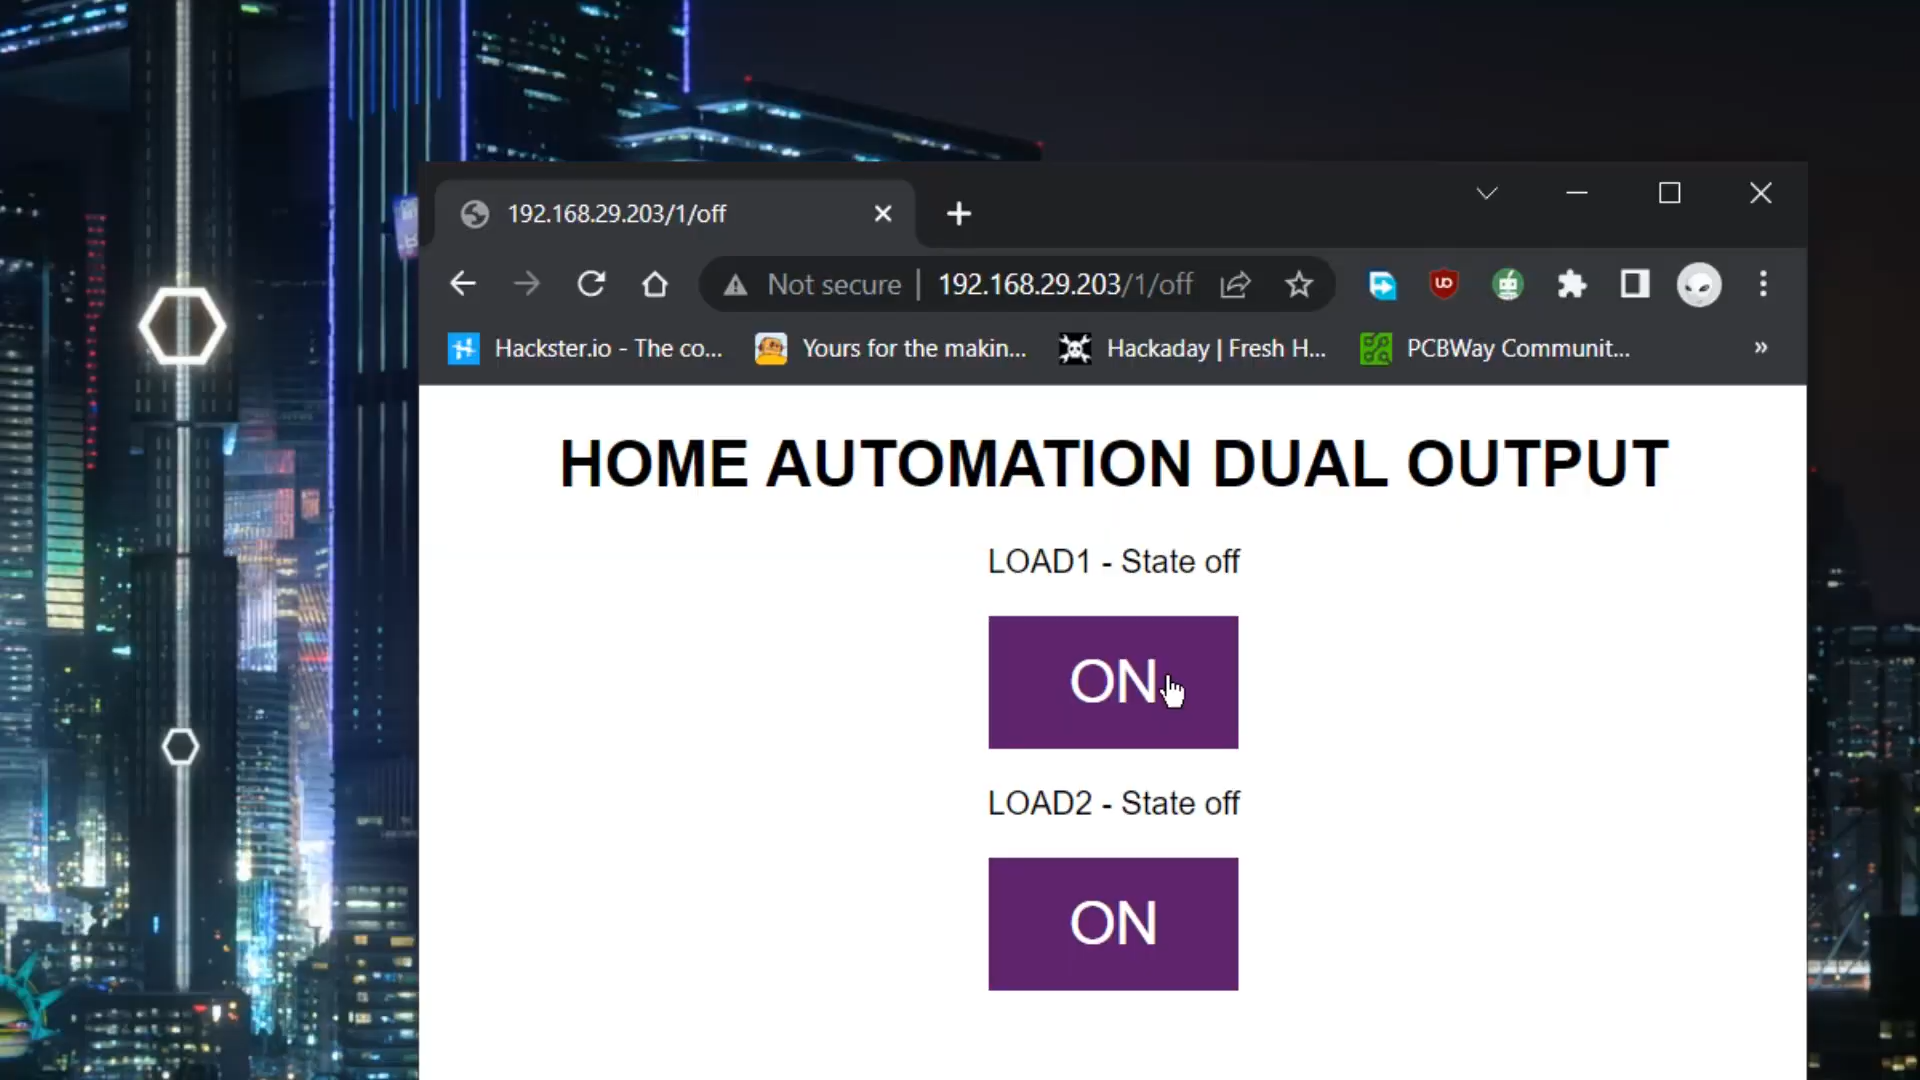 192.168.29.203/1/off
Not secure 192.168.29.203/1/off
Hackster.io - The co... Yours for the makin... Hackaday | Fresh H... PCBWay Communit... »
HOME AUTOMATION DUAL OUTPUT
LOAD1 - State off
ON
LOAD2 - State off
ON